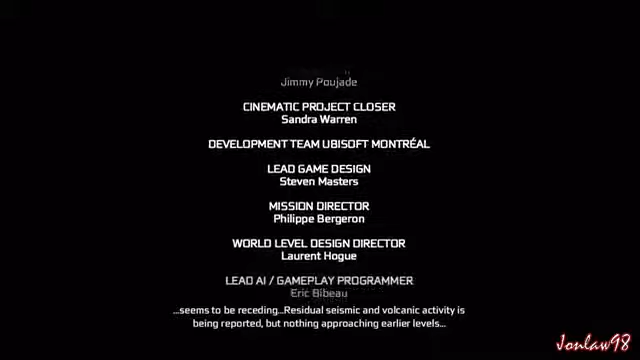 Jimmy Poujade
CINEMATIC PROJECT CLOSER
Sandra Warren
DEVELOPMENT TEAM UBISOFT MONTRÉAL
LEAD GAME DESIGN
Steven Masters
MISSION DIRECTOR
Philippe Bergeron
WORLD LEVEL DESIGN DIRECTOR
Laurent Hogue
LEAD AI / GAMEPLAY PROGRAMMER
Eric Bibeau
...seems to be receding...Residual seismic and volcanic activity is
being reported, but nothing approaching earlier levels...
Jonlaw98